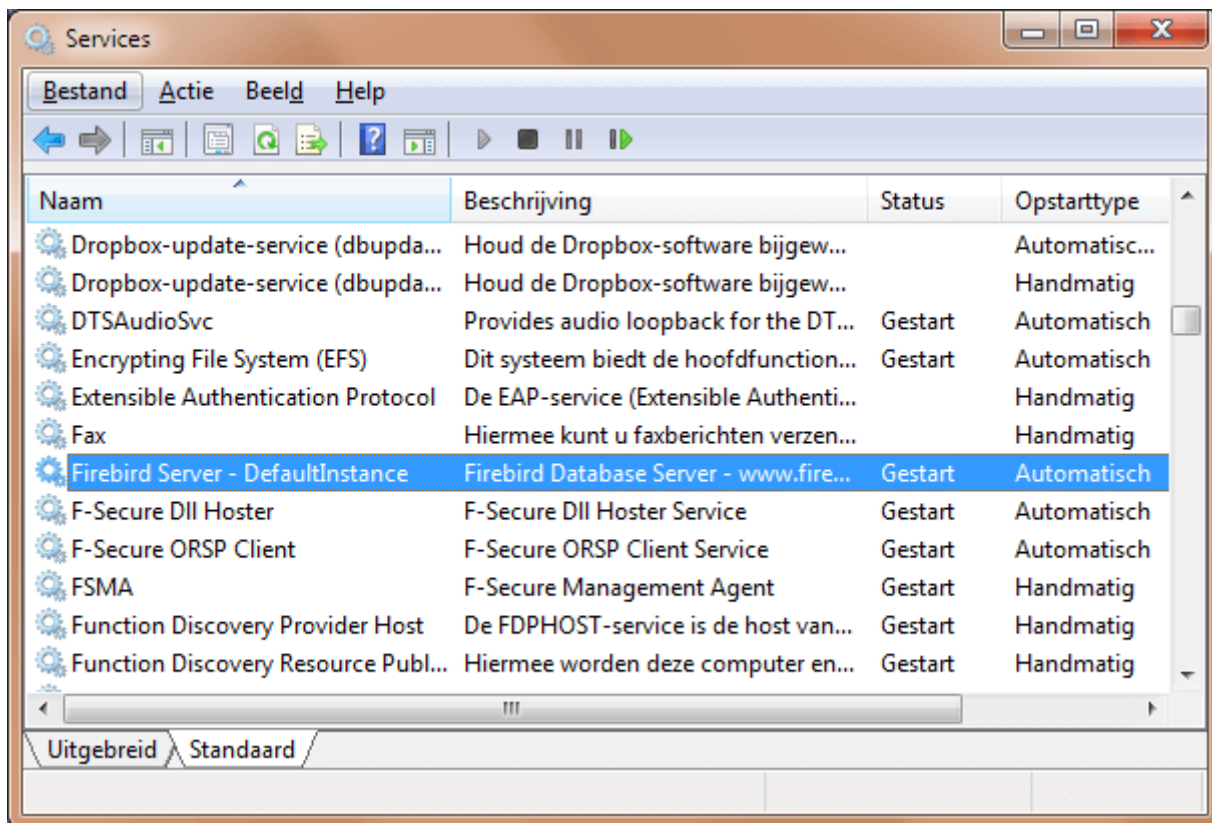 Services
Bestand Actie Beeld Help
Naam Beschrijving Status Opstarttype
Dropbox-update-service (dbupda... Houd de Dropbox-software bijgew... Automatisc...
Dropbox-update-service (dbupda... Houd de Dropbox-software bijgew... Handmatig
DTSAudioSvc Provides audio loopback for the DT... Gestart Automatisch
Encrypting File System (EFS) Dit systeem biedt de hoofdfunction... Gestart Automatisch
Extensible Authentication Protocol De EAP-service (Extensible Authenti... Handmatig
Fax Hiermee kunt u faxberichten verzen... Handmatig
Firebird Server - DefaultInstance Firebird Database Server - www.fire... Gestart Automatisch
F-Secure Dll Hoster F-Secure Dll Hoster Service Gestart Automatisch
F-Secure ORSP Client F-Secure ORSP Client Service Gestart Automatisch
FSMA F-Secure Management Agent Gestart Handmatig
Function Discovery Provider Host De FDPHOST-service is de host van... Gestart Handmatig
Function Discovery Resource Publ... Hiermee worden deze computer en... Gestart Handmatig
Uitgebreid Standaard